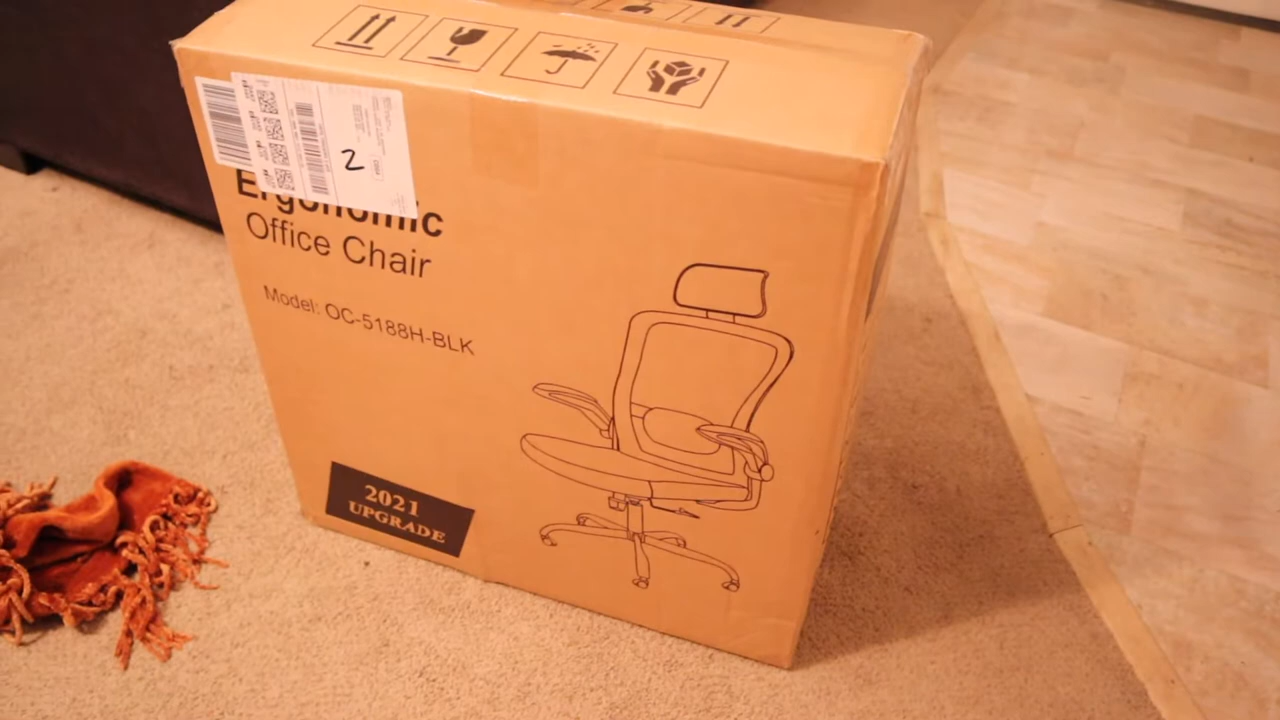 2
Ergonomic
Office Chair
Model: OC-5188H-BLK
2021
UPGRADE